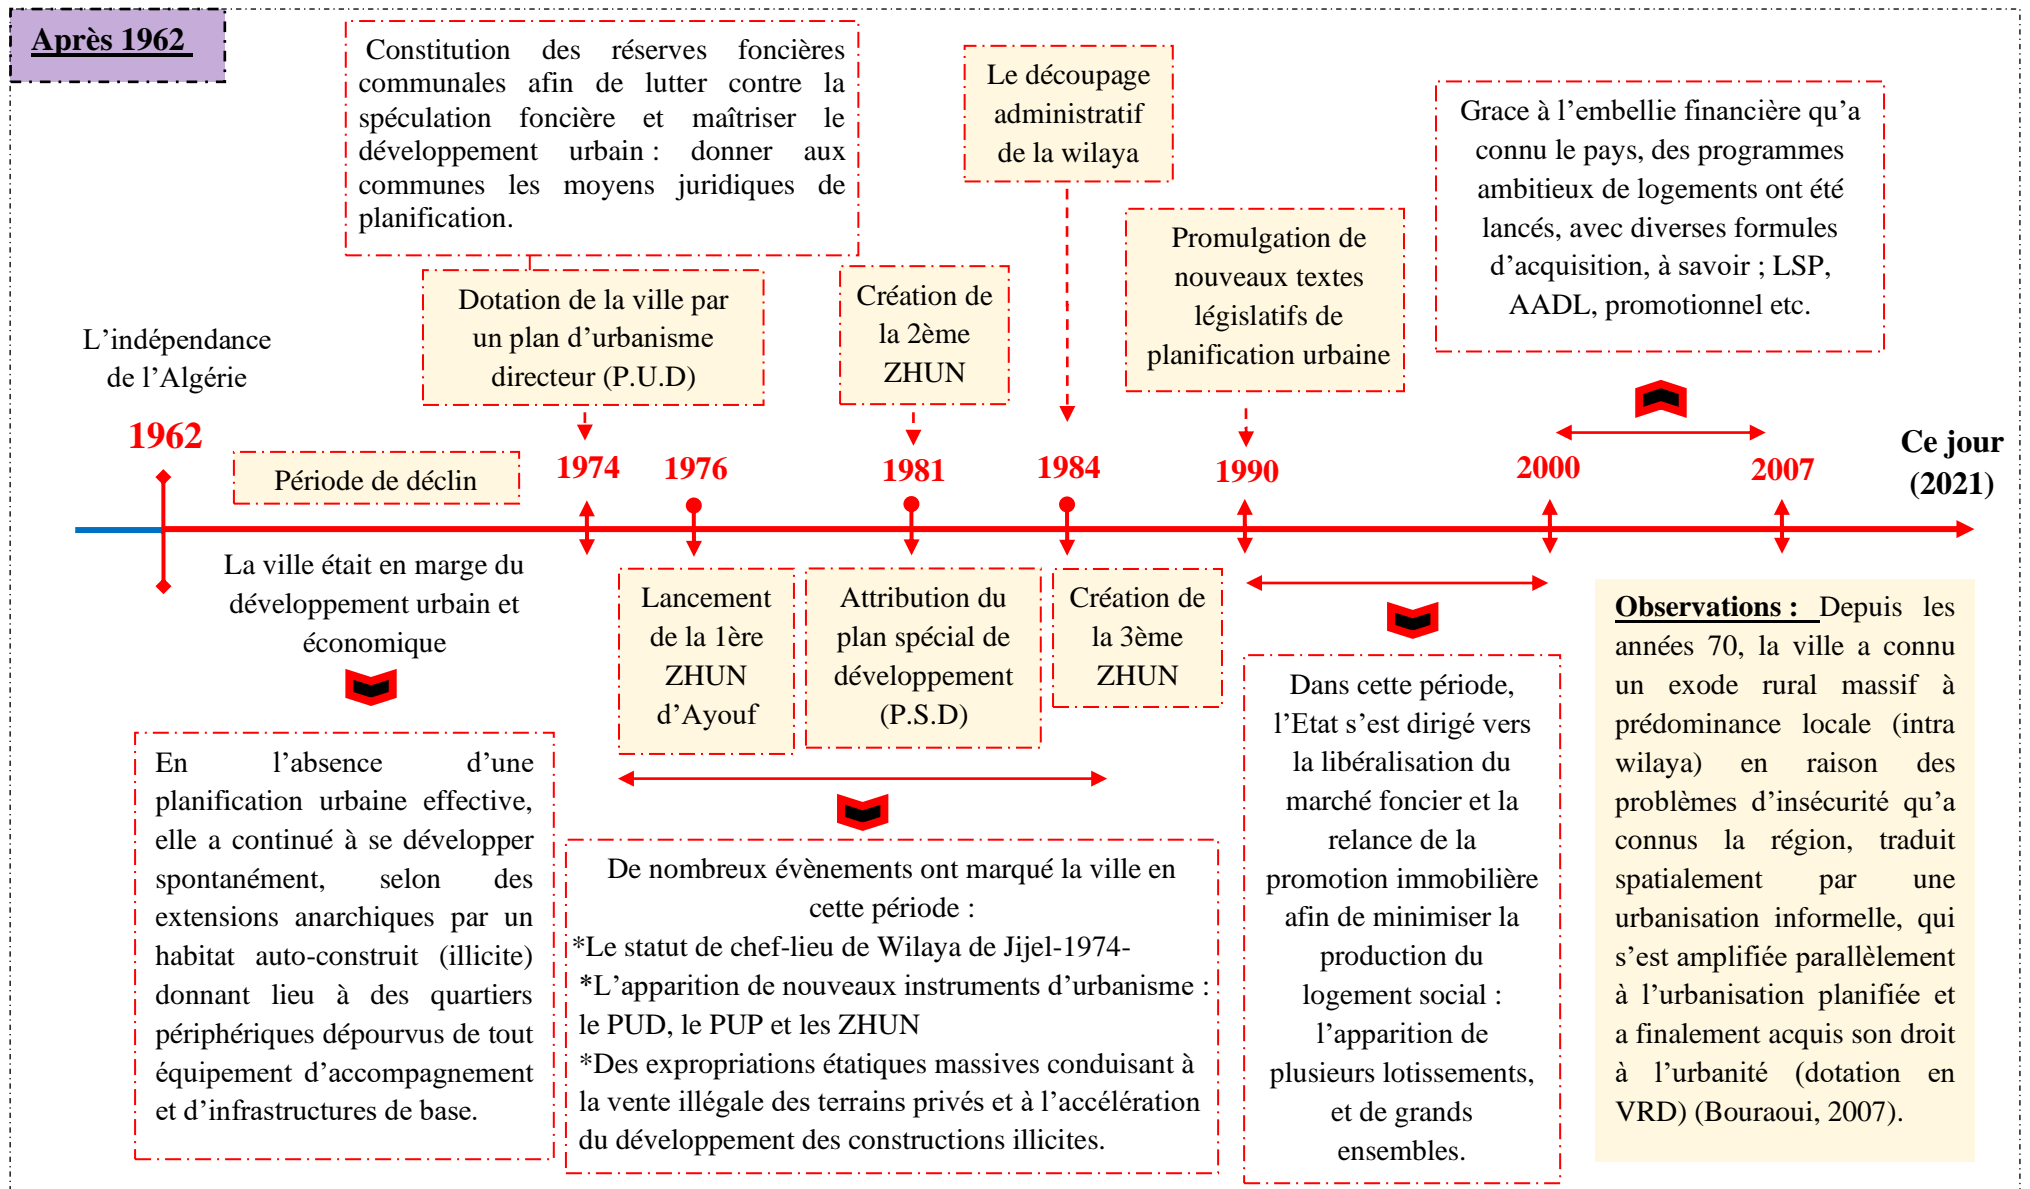 Après 1962
Constitution des réserves foncières
communales afin de lutter contre la
spéculation foncière et maîtriser le
développement urbain : donner aux
communes les moyens juridiques de
planification.
Le découpage
administratif
de la wilaya
Grace à l’embellie financière qu’a
connu le pays, des programmes
ambitieux de logements ont été
lancés, avec diverses formules
d’acquisition, à savoir ; LSP,
AADL, promotionnel etc.
Promulgation de
nouveaux textes
législatifs de
planification urbaine
Dotation de la ville par
un plan d’urbanisme
directeur (P.U.D)
Création de
la 2ème
ZHUN
L’indépendance
de l’Algérie
1962
Période de déclin
1974
1976
1981
1984
1990
2000
2007
Ce jour
(2021)
La ville était en marge du
développement urbain et
économique
Lancement
de la 1ère
ZHUN
d’Ayouf
Attribution du
plan spécial de
développement
(P.S.D)
Création de
la 3ème
ZHUN
En l’absence d’une
planification urbaine effective,
elle a continué à se développer
spontanément, selon des
extensions anarchiques par un
habitat auto-construit (illicite)
donnant lieu à des quartiers
périphériques dépourvus de tout
équipement d’accompagnement
et d’infrastructures de base.
De nombreux évènements ont marqué la ville en
cette période :
*Le statut de chef-lieu de Wilaya de Jijel-1974-
*L’apparition de nouveaux instruments d’urbanisme :
le PUD, le PUP et les ZHUN
*Des expropriations étatiques massives conduisant à
la vente illégale des terrains privés et à l’accélération
du développement des constructions illicites.
Dans cette période,
l’Etat s’est dirigé vers
la libéralisation du
marché foncier et la
relance de la
promotion immobilière
afin de minimiser la
production du
logement social :
l’apparition de
plusieurs lotissements,
et de grands
ensembles.
Observations : Depuis les
années 70, la ville a connu
un exode rural massif à
prédominance locale (intra
wilaya) en raison des
problèmes d’insécurité qu’a
connus la région, traduit
spatialement par une
urbanisation informelle, qui
s’est amplifiée parallèlement
à l’urbanisation planifiée et
a finalement acquis son droit
à l’urbanité (dotation en
VRD) (Bouraoui, 2007).